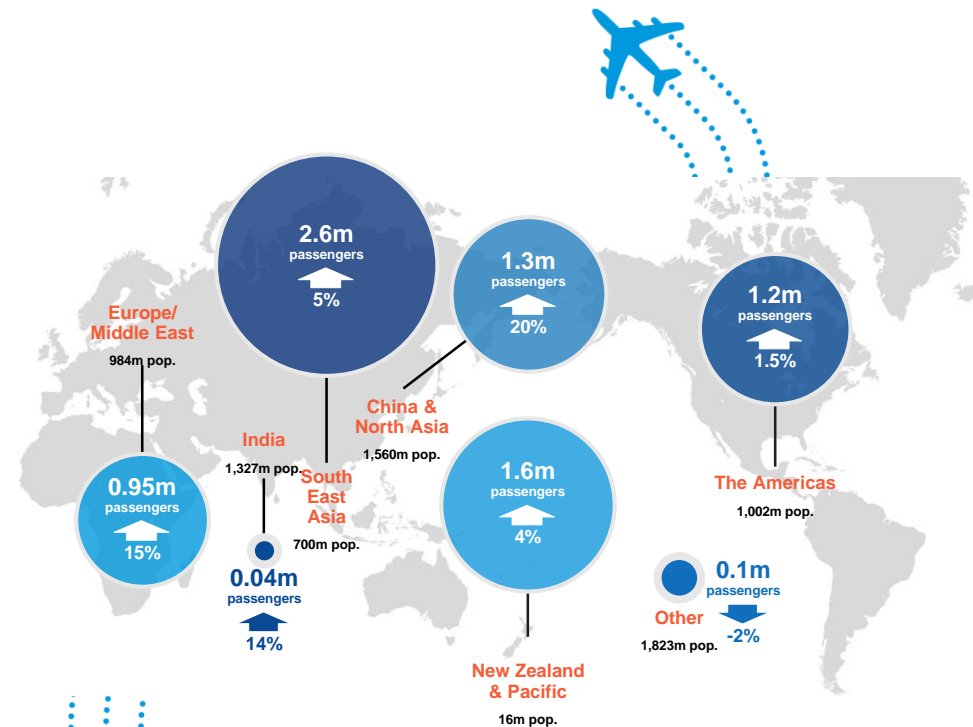 2.6m
passengers
5%
1.3m
passengers
20%
1.2m
passengers
1.5%
Europe/
Middle East
984m pop.
0.95m
passengers
15%
India
1,327m pop.
0.04m
passengers
14%
South
East
Asia
700m pop.
China &
North Asia
1,560m pop.
1.6m
passengers
4%
New Zealand
& Pacific
16m pop.
The Americas
1,002m pop.
0.1m
passengers
-2%
Other
1,823m pop.